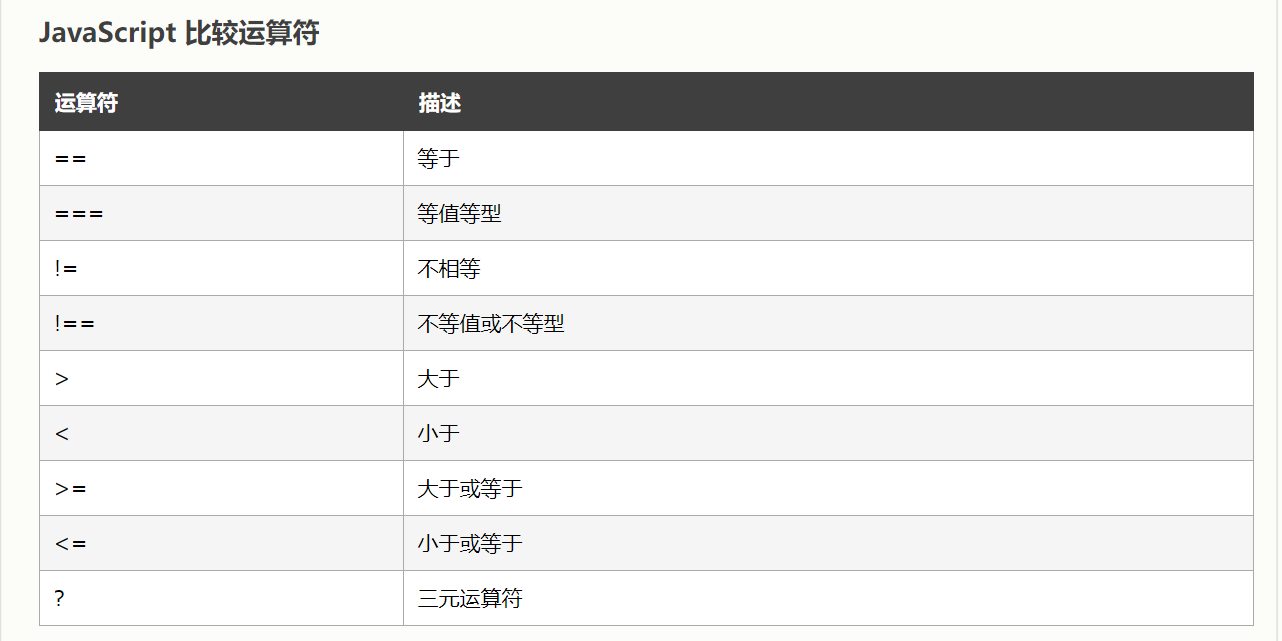 JavaScript 比较运算符
运算符 描述
== 等于
=== 等值等型
!= 不相等
!== 不等值或不等型
> 大于
< 小于
>= 大于或等于
<= 小于或等于
? 三元运算符